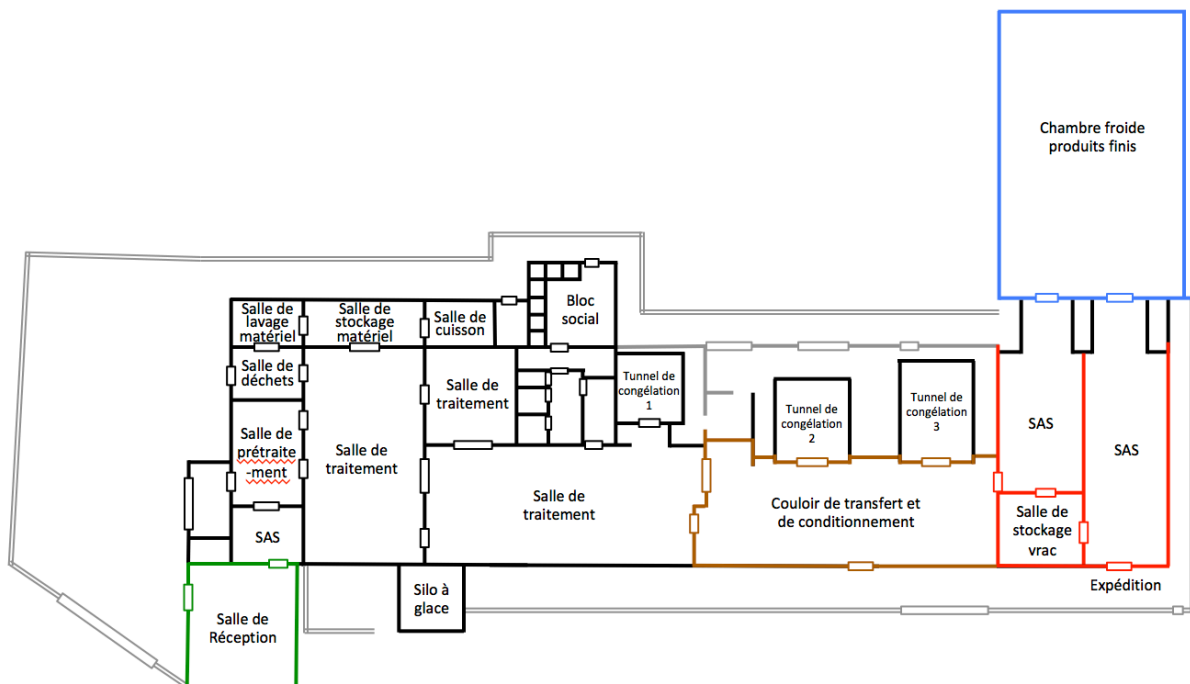 Chambre froide
produits finis
Salle de
lavage
matériel
Salle de
stockage
matériel
Salle de
cuisson
Bloc
social
Salle de
déchets
Salle de
traitement
Tunnel de
congélation
1
Tunnel de
congélation
2
Tunnel de
congélation
3
Salle de
prétraite
-ment
Salle de
traitement
SAS
SAS
Salle de
traitement
Couloir de transfert et
de conditionnement
Salle de
stockage
vrac
SAS
Expédition
Silo à
glace
Salle de
Réception